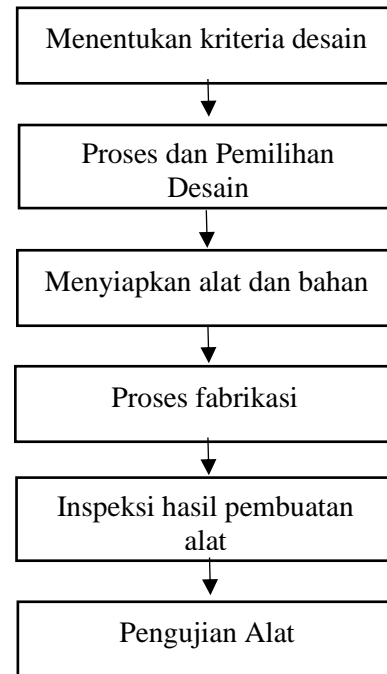 Menentukan kriteria desain
Proses dan Pemilihan
Desain
Menyiapkan alat dan bahan
Proses fabrikasi
Inspeksi hasil pembuatan
alat
Pengujian Alat